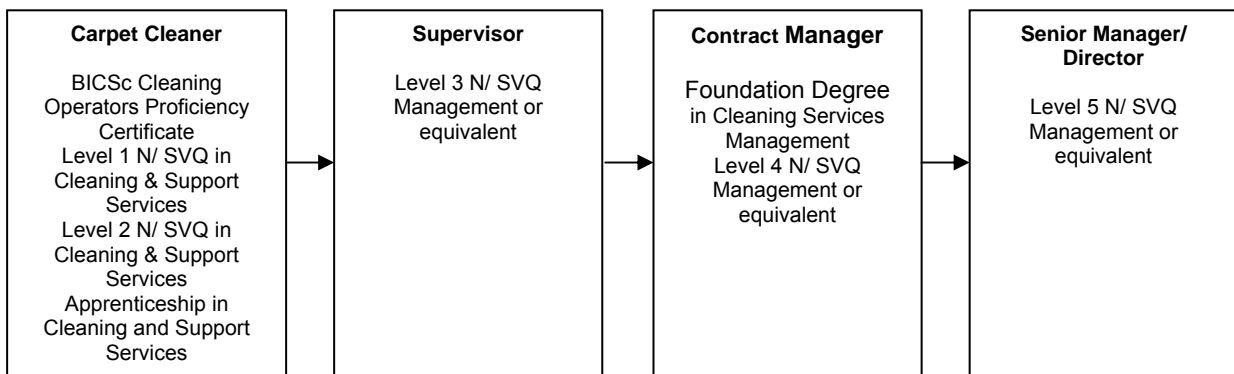 Carpet Cleaner
BICSc Cleaning
Operators Proficiency
Certificate
Level 1 N/ SVQ in
Cleaning & Support
Services
Level 2 N/ SVQ in
Cleaning & Support
Services
Apprenticeship in
Cleaning and Support
Services
Supervisor
Level 3 N/ SVQ
Management or
equivalent
Contract Manager
Foundation Degree
in Cleaning Services
Management
Level 4 N/ SVQ
Management or
equivalent
Senior Manager/
Director
Level 5 N/ SVQ
Management or
equivalent